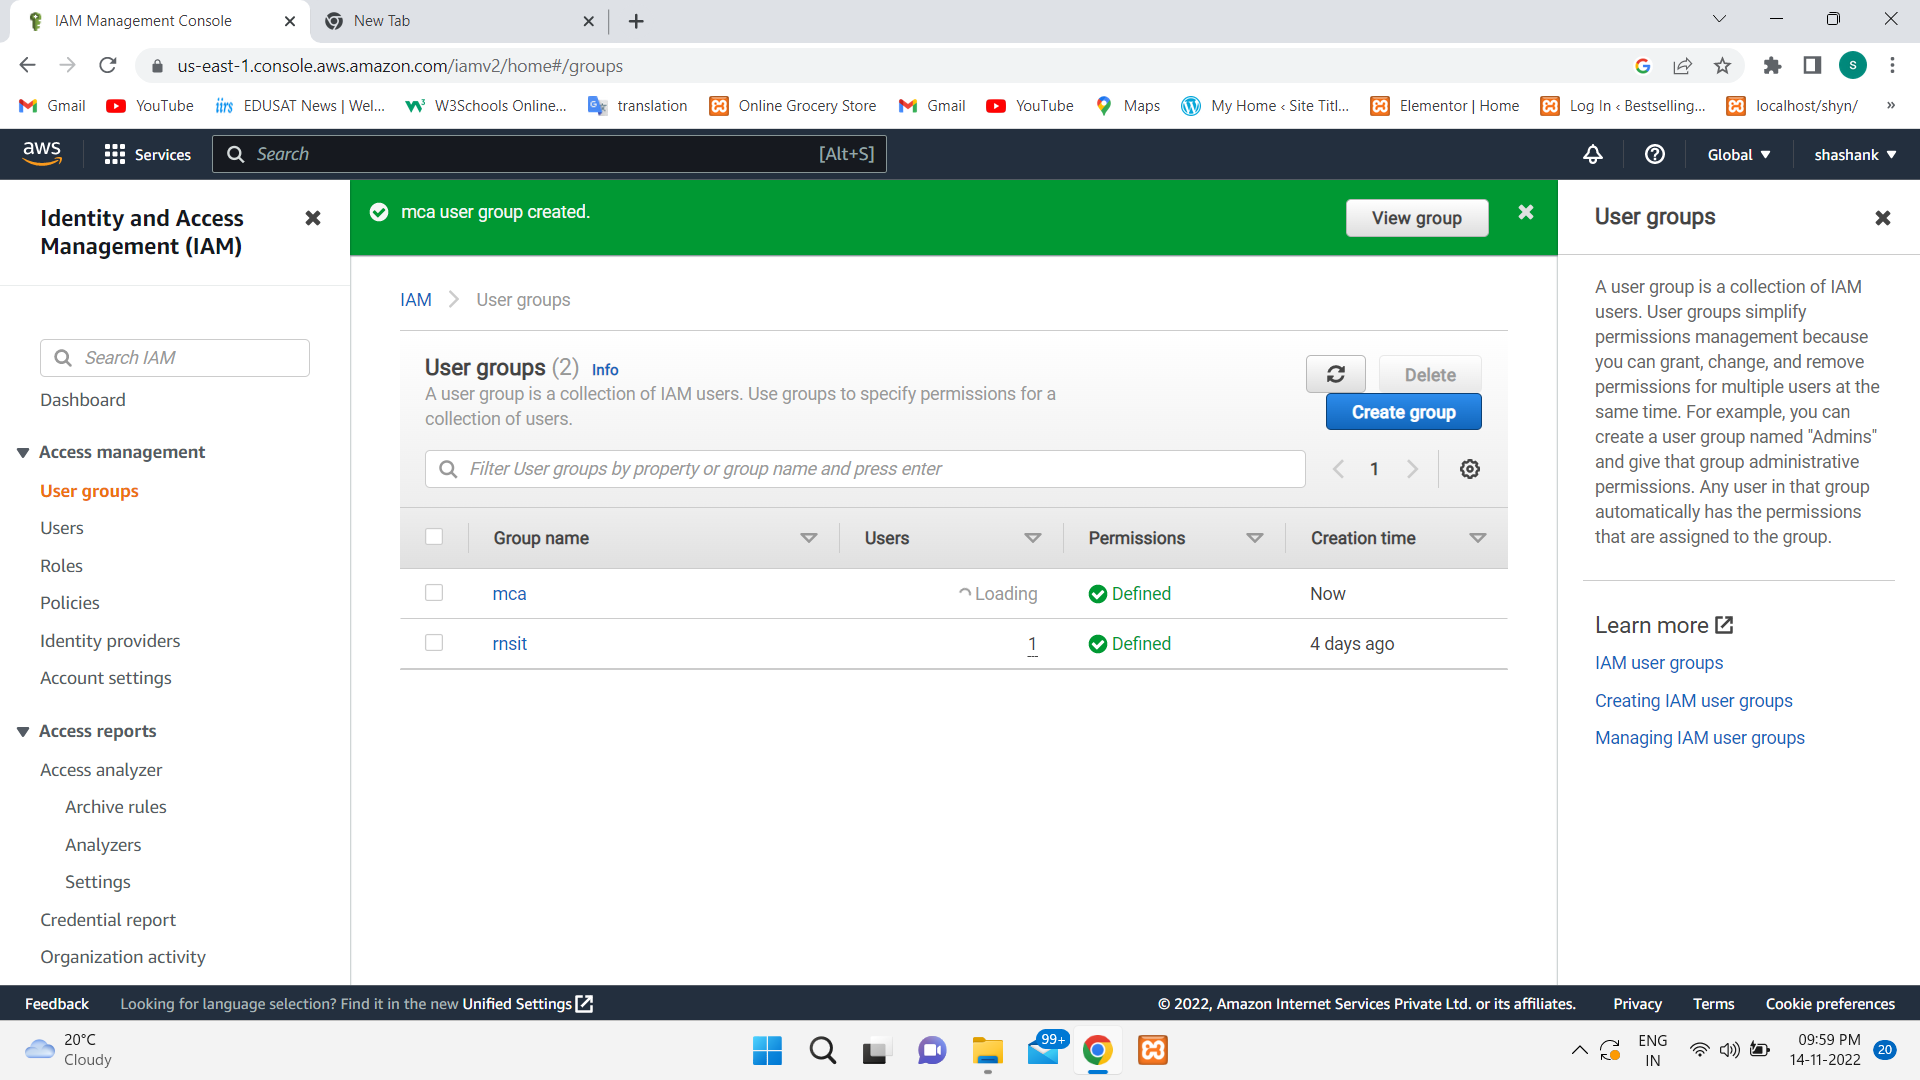 IAM Management Console
New Tab
us-east-1.console.aws.amazon.com/iamv2/home#/groups
S
Gmail
YouTube
EDUSAT News | Wel...
W3Schools Online...
translation
Online Grocery Store
Gmail
YouTube
Maps
My Home ‹ Site Titl...
Elementor | Home
Log In ‹ Bestselling...
localhost/shyn/
»
aws
Services
Search
[Alt+S]
Global
shashank
Identity and Access
Management (IAM)
Search IAM
Dashboard
Access management
User groups
Users
Roles
Policies
Identity providers
Account settings
Access reports
Access analyzer
Archive rules
Analyzers
Settings
Credential report
Organization activity
mca user group created.
View group
IAM
User groups
User groups (2) Info
A user group is a collection of IAM users. Use groups to specify permissions for a
collection of users.
Delete
Create group
Filter User groups by property or group name and press enter
1
Group name Users Permissions Creation time
mca Loading Defined Now
rnsit 1 Defined 4 days ago
User groups
A user group is a collection of IAM
users. User groups simplify
permissions management because
you can grant, change, and remove
permissions for multiple users at the
same time. For example, you can
create a user group named "Admins"
and give that group administrative
permissions. Any user in that group
automatically has the permissions
that are assigned to the group.
Learn more
IAM user groups
Creating IAM user groups
Managing IAM user groups
Feedback
Looking for language selection? Find it in the new Unified Settings
© 2022, Amazon Internet Services Private Ltd. or its affiliates.
Privacy
Terms
Cookie preferences
20°C
Cloudy
99+
ENG
IN
09:59 PM
14-11-2022
20